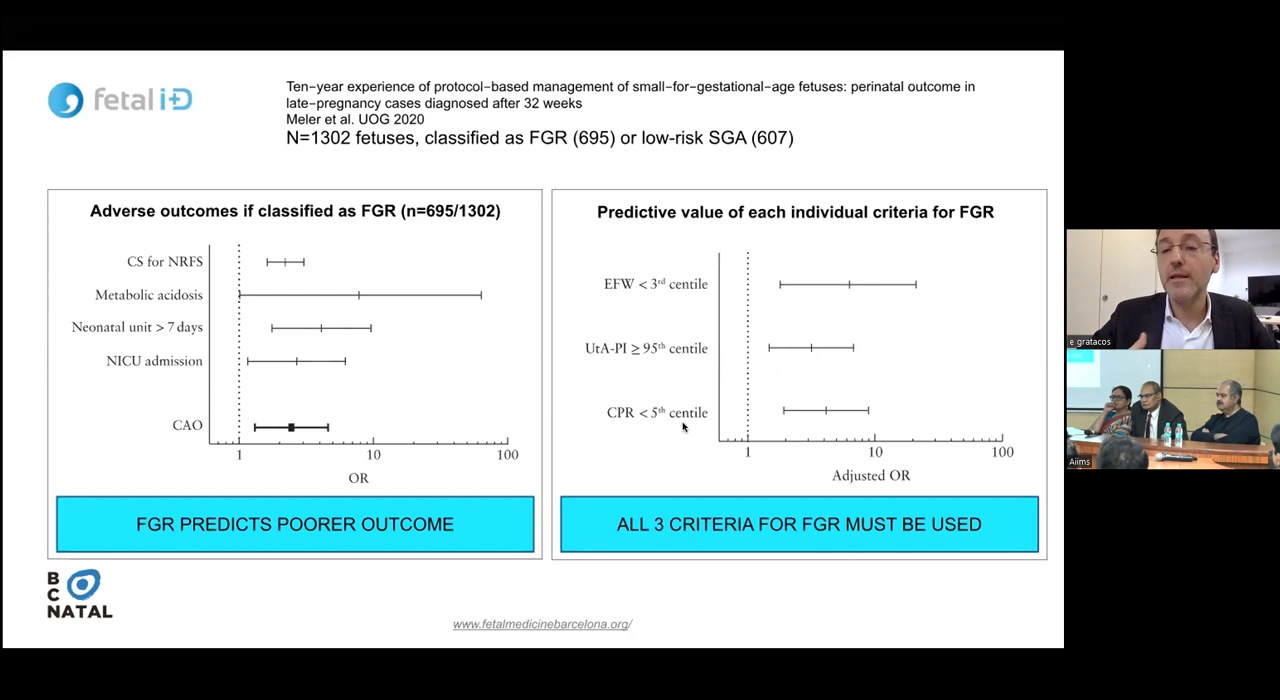 fetal i+D
Ten-year experience of protocol-based management of small-for-gestational-age fetuses: perinatal outcome in
late-pregnancy cases diagnosed after 32 weeks
Meler et al. UOG 2020
N=1302 fetuses, classified as FGR (695) or low-risk SGA (607)
Adverse outcomes if classified as FGR (n=695/1302)
CS for NRFS
Metabolic acidosis
Neonatal unit > 7 days
NICU admission
CAO
1 10 100
OR
FGR PREDICTS POORER OUTCOME
Predictive value of each individual criteria for FGR
EFW < 3rd centile
UtA-PI ≥ 95th centile
CPR < 5th centile
1 10 100
Adjusted OR
ALL 3 CRITERIA FOR FGR MUST BE USED
B
C
NATAL
www.fetalmedicinebarcelona.org/
e gratacos
Aiims